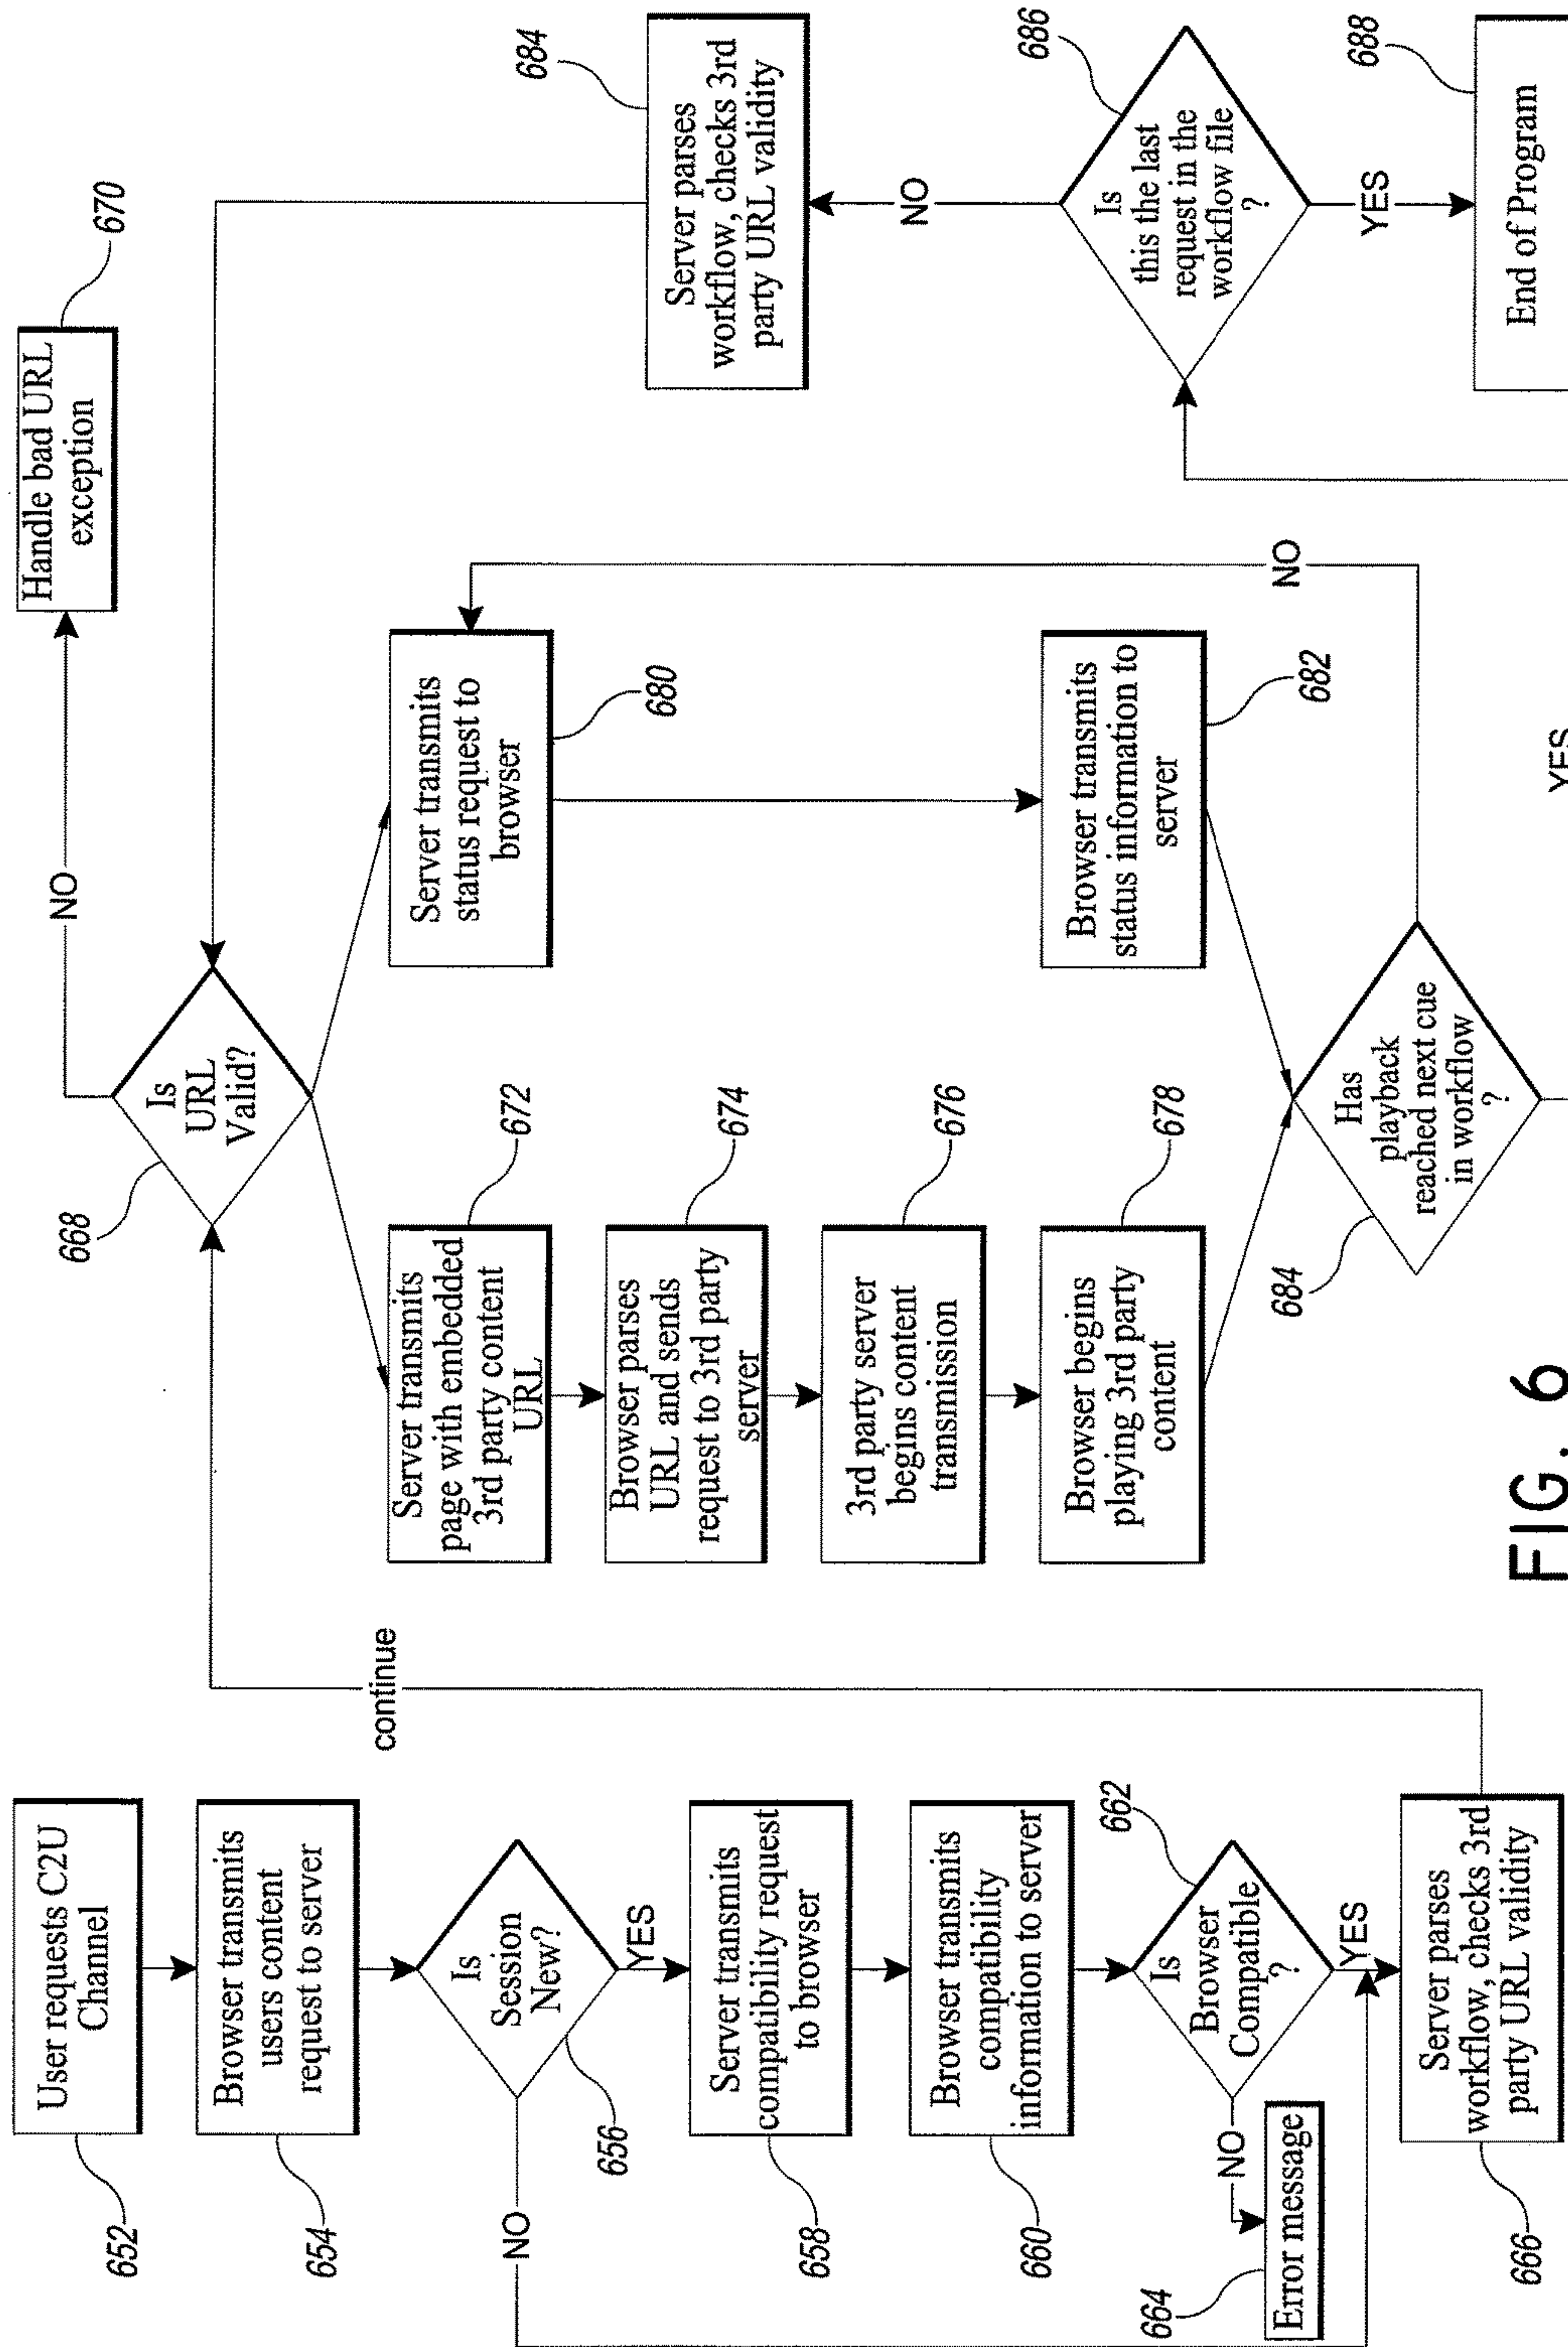 652
User requests C2U
Channel
654
Browser transmits
users content
request to server
656
Is
Session
New?
NO
YES
658
Server transmits
compatibility request
to browser
660
Browser transmits
compatibility
information to server
662
Is
Browser
Compatible
?
NO
664
Error message
YES
666
Server parses
workflow, checks 3rd
party URL validity
continue
668
Is
URL
Valid?
NO
670
Handle bad URL
exception
672
Server transmits
page with embedded
3rd party content
URL
674
Browser parses
URL and sends
request to 3rd party
server
676
3rd party server
begins content
transmission
678
Browser begins
playing 3rd party
content
680
Server transmits
status request to
browser
682
Browser transmits
status information to
server
684
Has
playback
reached next cue
in workflow
?
NO
YES
684
Server parses
workflow, checks 3rd
party URL validity
NO
686
Is
this the last
request in the
workflow file
?
YES
688
End of Program
FIG. 6